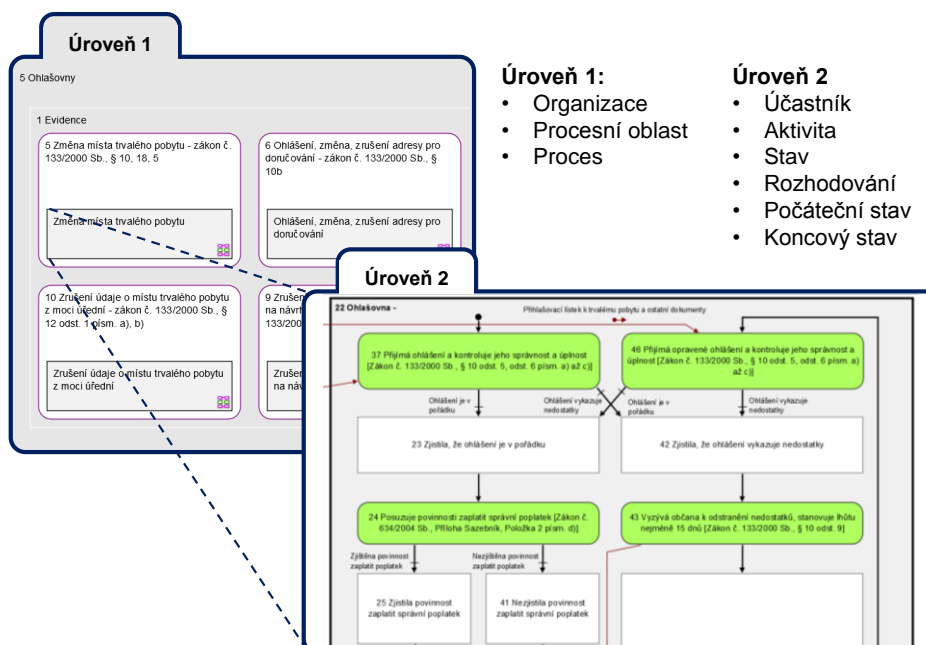 Úroveň 1
5 Ohlašovny
1 Evidence
5 Změna místa trvalého pobytu - zákon č.
133/2000 Sb., § 10, 18, 5
Změna místa trvalého pobytu
6 Ohlášení, změna, zrušení adresy pro
doručování - zákon č. 133/2000 Sb., §
10b
Ohlášení, změna, zrušení adresy pro
doručování
10 Zrušení údaje o místu trvalého pobytu
z moci úřední - zákon č. 133/2000 Sb., §
12 odst. 1 písm. a), b)
Zrušení údaje o místu trvalého pobytu
z moci úřední
9 Zrušen
na návrh
133/200
Zrušen
na náv
Úroveň 1:
• Organizace
• Procesní oblast
• Proces
Úroveň 2
• Účastník
• Aktivita
• Stav
• Rozhodování
• Počáteční stav
• Koncový stav
Úroveň 2
22 Ohlašovna -
Přihlašovací lístek k trvalému pobytu a ostatní dokumenty
37 Přijímá ohlášení a kontroluje jeho správnost a úplnost
[Zákon č. 133/2000 Sb., § 10 odst. 5, odst. 6 písm. a) až c)]
46 Přijímá opravené ohlášení a kontroluje jeho správnost a
úplnost [Zákon č. 133/2000 Sb., § 10 odst. 5, odst. 6 písm. a)
až c)]
Ohlášení je v
pořádku
Ohlášení vykazuje
nedostatky
Ohlášení je v
pořádku
Ohlášení vykazuje
nedostatky
23 Zjistila, že ohlášení je v pořádku
42 Zjistila, že ohlášení vykazuje nedostatky
24 Posuzuje povinnosti zaplatit správní poplatek [Zákon č.
634/2004 Sb., Příloha Sazebník, Položka 2 písm. d)]
43 Vyzývá občana k odstranění nedostatků, stanovuje lhůtu
nejméně 15 dnů [Zákon č. 133/2000 Sb., § 10 odst. 9]
Zjištěna povinnost
zaplatit poplatek
Nezjištěna povinnost
zaplatit poplatek
25 Zjistila povinnost
zaplatit správní poplatek
41 Nezjistila povinnost
zaplatit správní poplatek